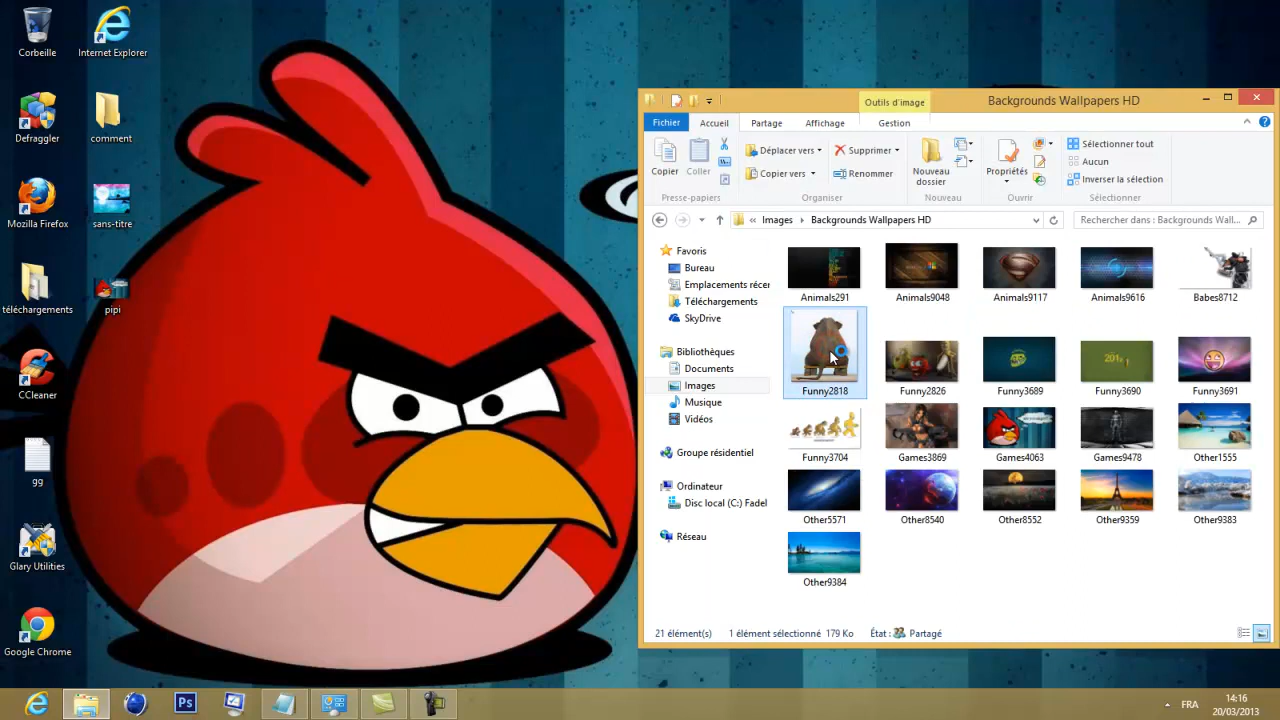 Corbeille
Internet Explorer
Defraggler
comment
Mozilla Firefox
sans-titre
téléchargements
pipi
CCleaner
gg
Glary Utilities
Google Chrome
Outils d'image
Backgrounds Wallpapers HD
Fichier
Accueil
Partage
Affichage
Gestion
Copier
Coller
Déplacer vers
Copier vers
Supprimer
Renommer
Nouveau
dossier
Propriétés
Sélectionner tout
Aucun
Inverser la sélection
Presse-papiers
Organiser
Nouveau
Ouvrir
Sélectionner
Images
Backgrounds Wallpapers HD
Rechercher dans : Backgrounds Wall...
Favoris
Bureau
Emplacements récer
Téléchargements
SkyDrive
Bibliothèques
Documents
Images
Musique
Vidéos
Groupe résidentiel
Ordinateur
Disc local (C:) Fadel
Réseau
Animals291
Animals9048
Animals9117
Animals9616
Babes8712
Funny2818
Funny2826
Funny3689
Funny3690
Funny3691
Funny3704
Games3869
Games4063
Games9478
Other1555
Other5571
Other8540
Other8552
Other9359
Other9383
Other9384
21 élément(s)
1 élément sélectionné 179 Ko
État :
Partagé
Ps
FRA
14:16
20/03/2013